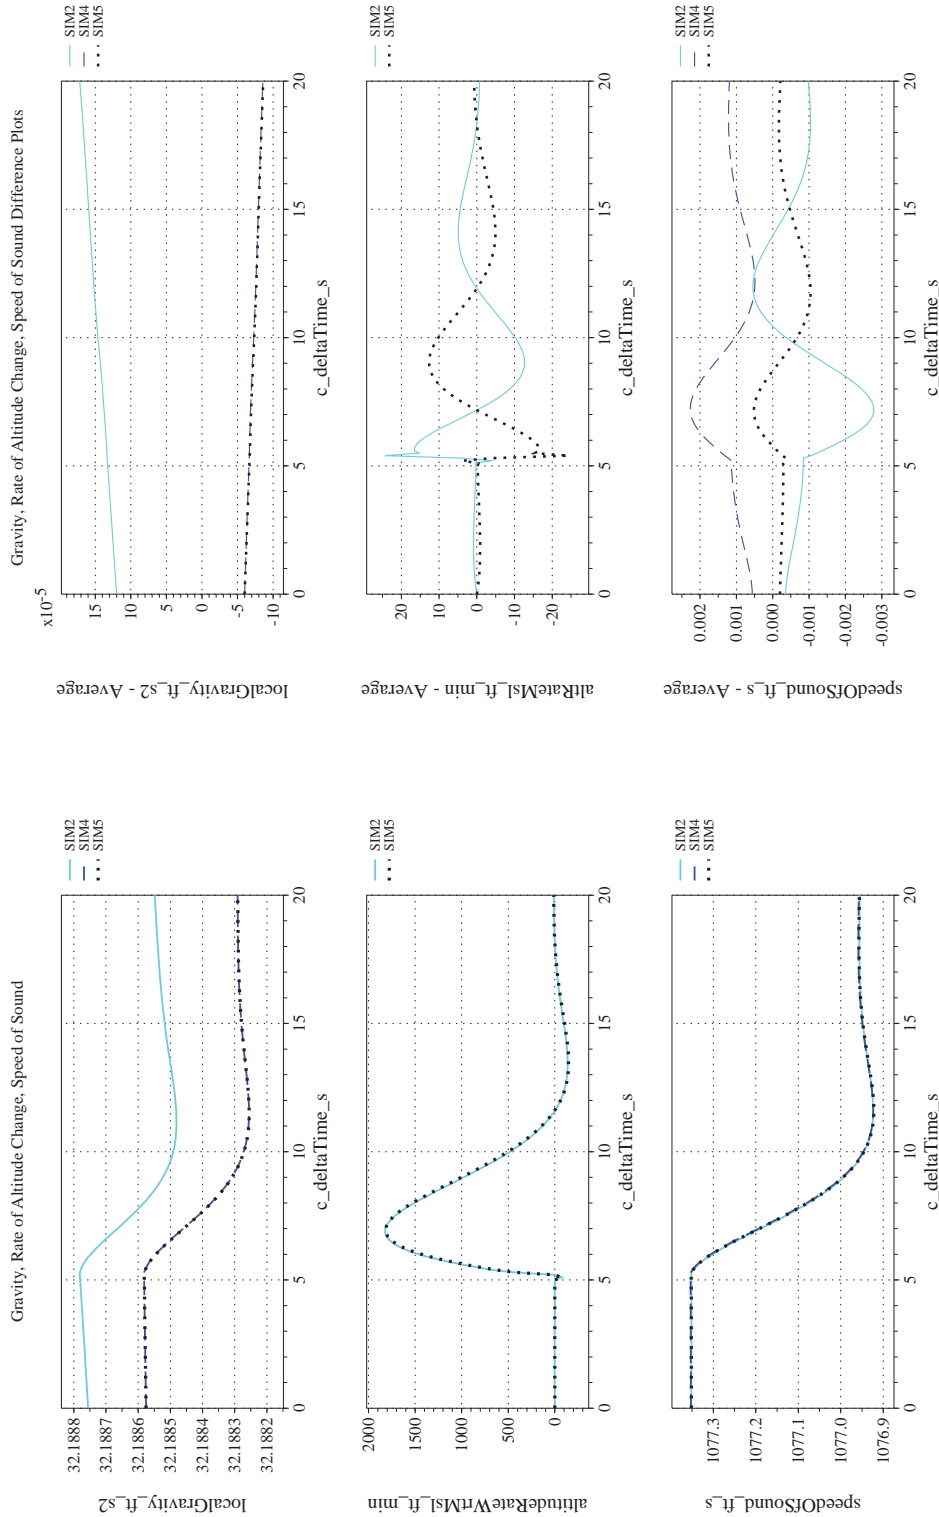 Gravity, Rate of Altitude Change, Speed of Sound
SIM2
SIM4
SIM5
32.1888
32.1887
32.1886
32.1885
32.1884
32.1883
32.1882
localGravity_ft_s2
0 5 10 15 20
c_deltaTime_s
SIM2
SIM5
2000
1500
1000
500
0
altitudeRateWrtMsl_ft_min
0 5 10 15 20
c_deltaTime_s
SIM2
SIM4
SIM5
1077.3
1077.2
1077.1
1077.0
1076.9
speedOfSound_ft_s
0 5 10 15 20
c_deltaTime_s
Gravity, Rate of Altitude Change, Speed of Sound Difference Plots
x10-5
SIM2
SIM4
SIM5
15
10
5
0
-5
-10
localGravity_ft_s2 - Average
0 5 10 15 20
c_deltaTime_s
SIM2
SIM5
20
10
0
-10
-20
altRateMsl_ft_min - Average
0 5 10 15 20
c_deltaTime_s
SIM2
SIM4
SIM5
0.002
0.001
0.000
-0.001
-0.002
-0.003
speedOfSound_ft_s - Average
0 5 10 15 20
c_deltaTime_s